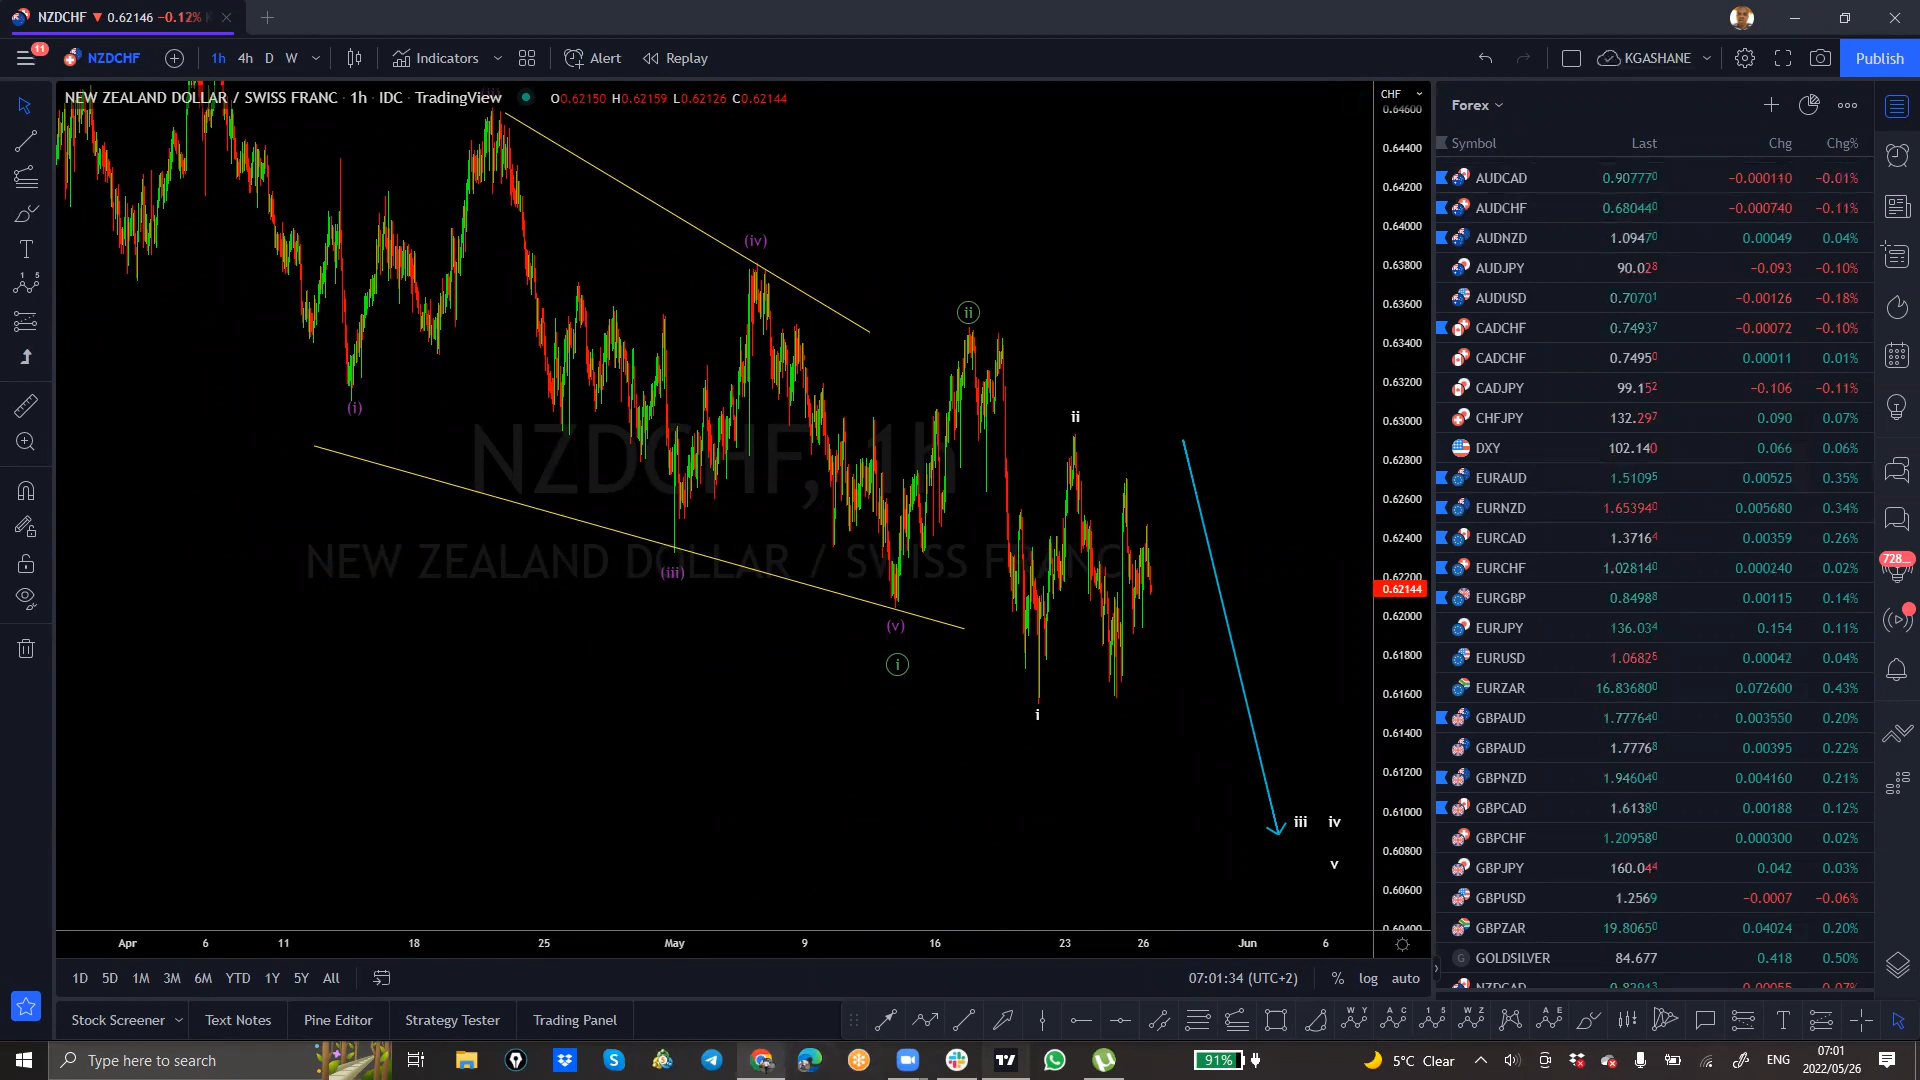 NZDCHF ▼ 0.62146 −0.12%
11
NZDCHF 1h 4h D W Indicators Alert Replay KGASHANE Publish
NEW ZEALAND DOLLAR / SWISS FRANC · 1h · IDC · TradingView O0.62150 H0.62159 L0.62126 C0.62144
CHF
0.64600
0.64400
0.64200
0.64000
0.63800
0.63600
0.63400
0.63200
0.63000
0.62800
0.62600
0.62400
0.62200
0.62144
0.62000
0.61800
0.61600
0.61400
0.61200
0.61000
0.60800
0.60600
0.60400
NZDCHF, 1h
NEW ZEALAND DOLLAR / SWISS FRANC
(i)
(iii)
(iv)
(v)
i
ii
i
ii
iii iv
v
Apr 6 11 18 25 May 9 16 23 26 Jun 6
1D 5D 1M 3M 6M YTD 1Y 5Y All 07:01:34 (UTC+2) % log auto
Stock Screener Text Notes Pine Editor Strategy Tester Trading Panel
Forex
Symbol Last Chg Chg%
AUDCAD 0.907770 −0.000110 −0.01%
AUDCHF 0.680440 −0.000740 −0.11%
AUDNZD 1.09470 0.00049 0.04%
AUDJPY 90.028 −0.093 −0.10%
AUDUSD 0.70701 −0.00126 −0.18%
CADCHF 0.74937 −0.00072 −0.10%
CADCHF 0.74950 0.00011 0.01%
CADJPY 99.152 −0.106 −0.11%
CHFJPY 132.297 0.090 0.07%
DXY 102.140 0.066 0.06%
EURAUD 1.51095 0.00525 0.35%
EURNZD 1.653940 0.005680 0.34%
EURCAD 1.37164 0.00359 0.26%
EURCHF 1.028140 0.000240 0.02%
EURGBP 0.84988 0.00115 0.14%
EURJPY 136.034 0.154 0.11%
EURUSD 1.06825 0.00042 0.04%
EURZAR 16.836800 0.072600 0.43%
GBPAUD 1.777640 0.003550 0.20%
GBPAUD 1.77768 0.00395 0.22%
GBPNZD 1.946040 0.004160 0.21%
GBPCAD 1.61380 0.00188 0.12%
GBPCHF 1.209580 0.000300 0.02%
GBPJPY 160.044 0.042 0.03%
GBPUSD 1.2569 −0.0007 −0.06%
GBPZAR 19.80650 0.04024 0.20%
GOLDSILVER 84.677 0.418 0.50%
NZDCAD 0.82913 −0.00055 −0.07%
728...
Type here to search
91% 5°C Clear ENG 07:01
2022/05/26